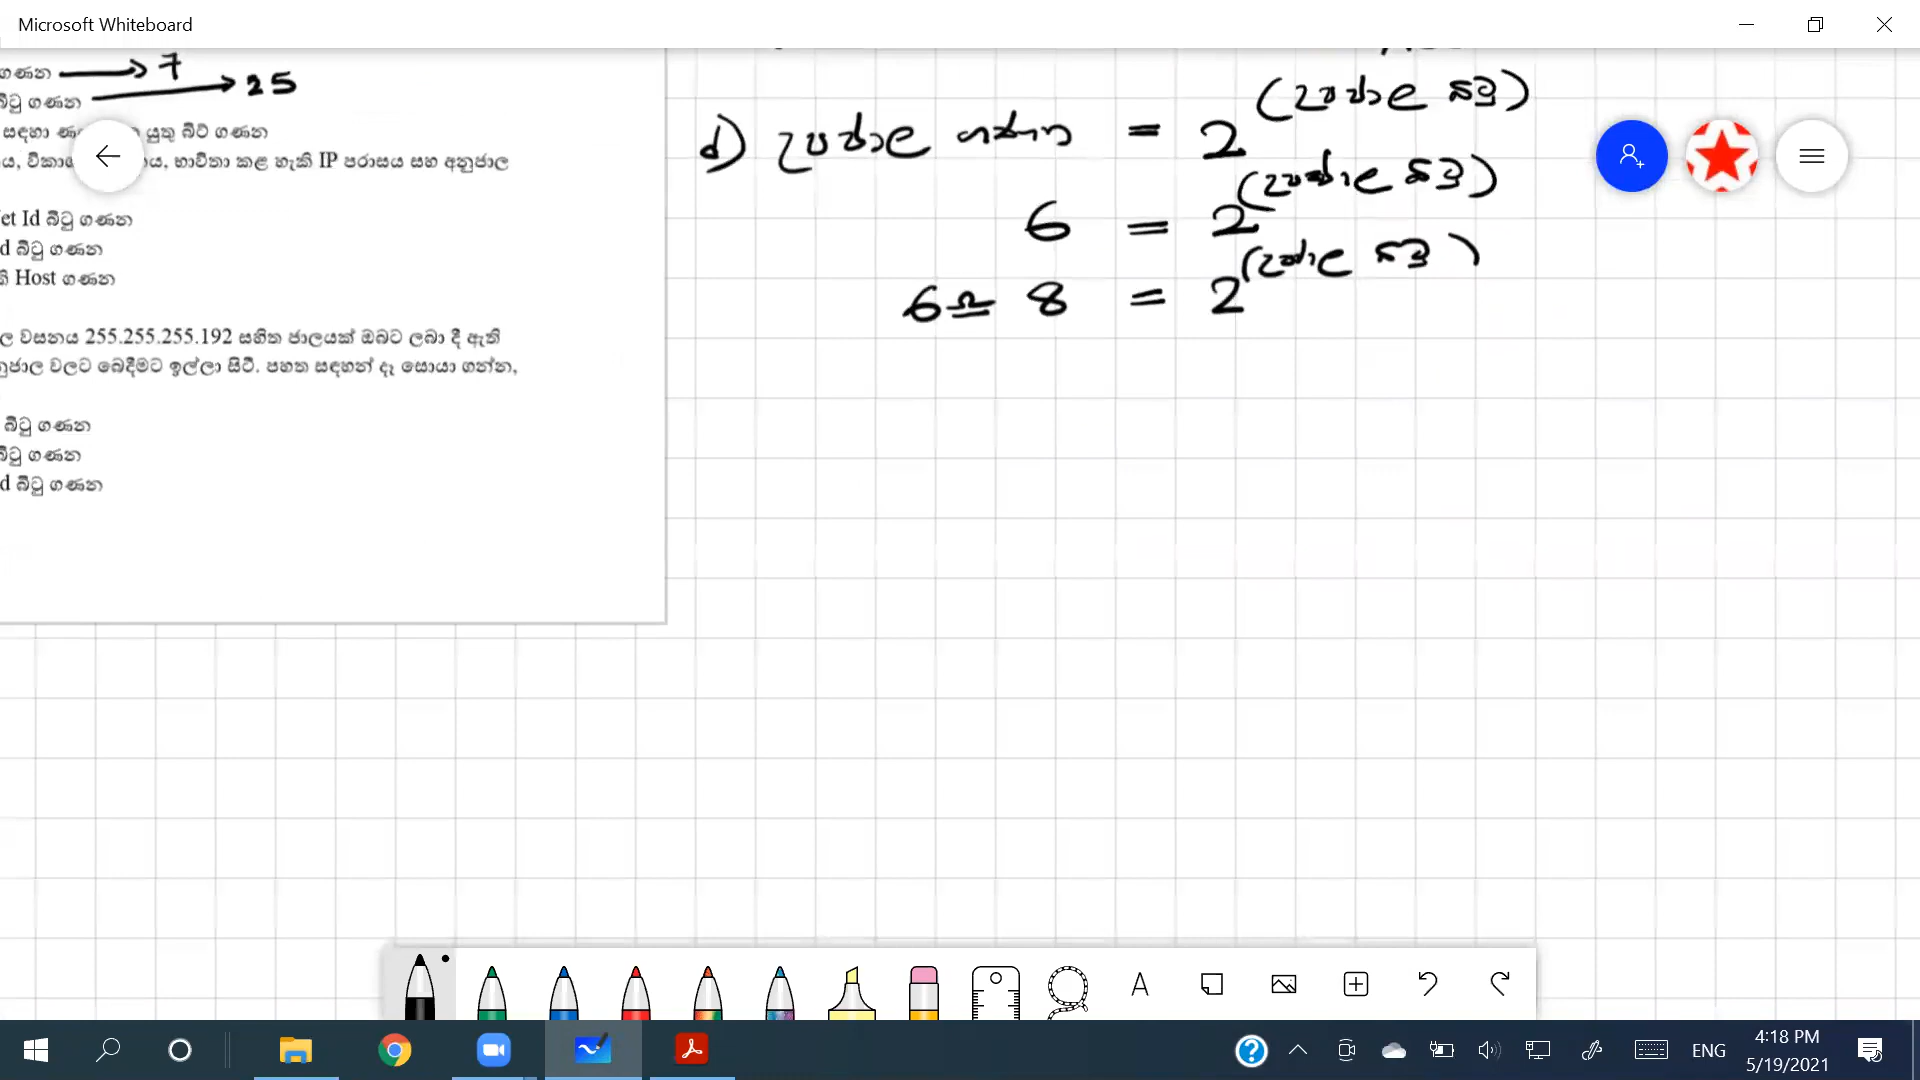 Microsoft Whiteboard
ගණන → 7
බිටු ගණන → 25
සඳහා යුතු බිට් ගණන
භාවිතා කළ හැකි IP පරාසය සහ අනුජාල
Id බිටු ගණන
බිටු ගණන
Host ගණන
වසනය 255.255.255.192 සහිත ජාලයක් ඔබට ලබා දී ඇති
වලට බෙදීමට ඉල්ලා සිටී. පහත සඳහන් දෑ සොයා ගන්න,
බිටු ගණන
බිටු ගණන
බිටු ගණන
d) උපජාල ගණන = 2 (උපජාල බිටු)
6 = 2 (උපජාල බිටු)
6 ≏ 8 = 2
A
ENG
4:18 PM
5/19/2021